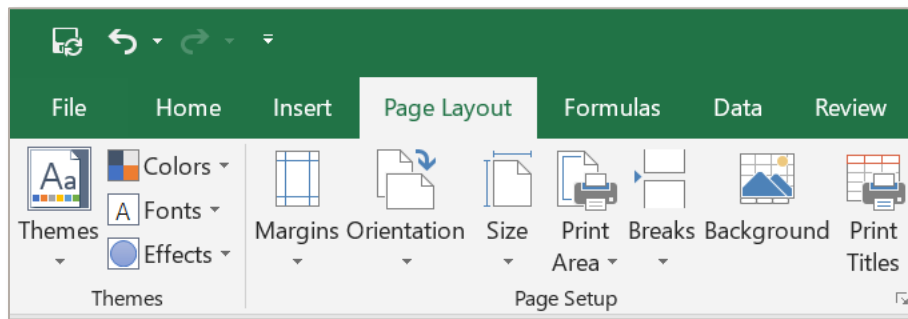 File Home Insert Page Layout Formulas Data Review
Aa Colors
A Fonts
Themes Effects
Margins Orientation Size Print Area Breaks Background Print Titles
Themes Page Setup